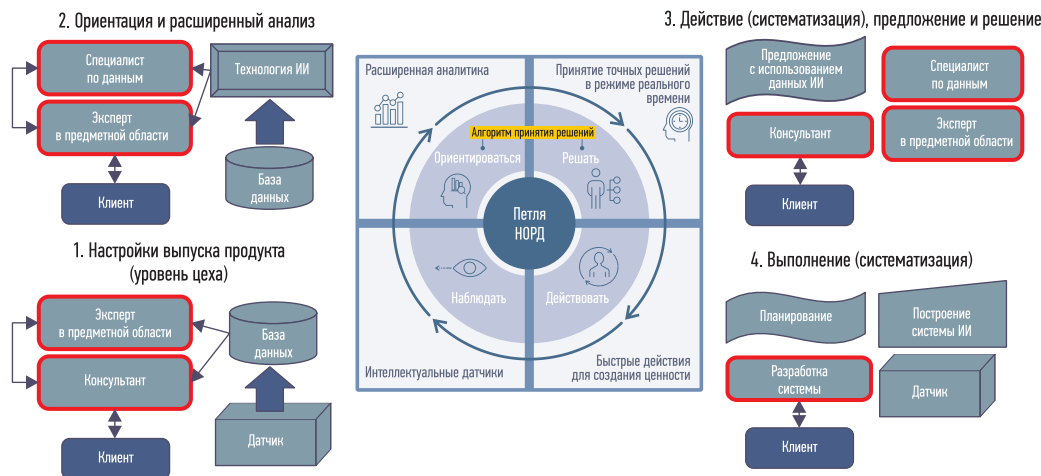 2. Ориентация и расширенный анализ
Специалист
по данным
Технология ИИ
Эксперт
в предметной области
База
данных
Клиент
1. Настройки выпуска продукта
(уровень цеха)
Эксперт
в предметной области
База
данных
Консультант
Датчик
Клиент
Расширенная аналитика
Принятие точных решений
в режиме реального
времени
Алгоритм принятия решений
Ориентироваться
Решать
Петля
НОРД
Наблюдать
Действовать
Интеллектуальные датчики
Быстрые действия
для создания ценности
3. Действие (систематизация), предложение и решение
Предложение
с использованием
данных ИИ
Специалист
по данным
Консультант
Эксперт
в предметной области
Клиент
4. Выполнение (систематизация)
Планирование
Построение
системы ИИ
Разработка
системы
Датчик
Клиент